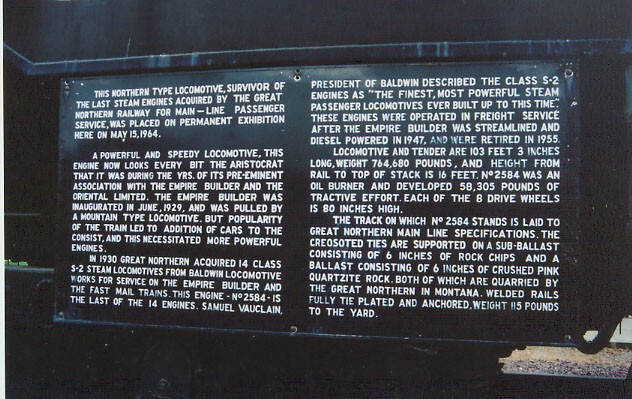 THIS NORTHERN TYPE LOCOMOTIVE, SURVIVOR OF
THE LAST STEAM ENGINES ACQUIRED BY THE GREAT
NORTHERN RAILWAY FOR MAIN-LINE PASSENGER
SERVICE, WAS PLACED ON PERMANENT EXHIBITION
HERE ON MAY 15, 1964.
A POWERFUL AND SPEEDY LOCOMOTIVE, THIS
ENGINE NOW LOOKS EVERY BIT THE ARISTOCRAT
THAT IT WAS DURING THE YRS. OF ITS PRE-EMINENT
ASSOCIATION WITH THE EMPIRE BUILDER AND THE
ORIENTAL LIMITED. THE EMPIRE BUILDER WAS
INAUGURATED IN JUNE, 1929, AND WAS PULLED BY
A MOUNTAIN TYPE LOCOMOTIVE. BUT POPULARITY
OF THE TRAIN LED TO ADDITION OF CARS TO THE
CONSIST, AND THIS NECESSITATED MORE POWERFUL
ENGINES.
IN 1930 GREAT NORTHERN ACQUIRED 14 CLASS
S-2 STEAM LOCOMOTIVES FROM BALDWIN LOCOMOTIVE
WORKS FOR SERVICE ON THE EMPIRE BUILDER AND
THE FAST MAIL TRAINS. THIS ENGINE - Nº 2584 - IS
THE LAST OF THE 14 ENGINES. SAMUEL VAUCLAIN,
PRESIDENT OF BALDWIN DESCRIBED THE CLASS S-2
ENGINES AS "THE FINEST, MOST POWERFUL STEAM
PASSENGER LOCOMOTIVES EVER BUILT UP TO THIS TIME."
THESE ENGINES WERE OPERATED IN FREIGHT SERVICE
AFTER THE EMPIRE BUILDER WAS STREAMLINED AND
DIESEL POWERED IN 1947, AND WERE RETIRED IN 1955.
LOCOMOTIVE AND TENDER ARE 103 FEET 3 INCHES
LONG, WEIGHT 764,680 POUNDS, AND HEIGHT FROM
RAIL TO TOP OF STACK IS 16 FEET. Nº 2584 WAS AN
OIL BURNER AND DEVELOPED 58,305 POUNDS OF
TRACTIVE EFFORT. EACH OF THE 8 DRIVE WHEELS
IS 80 INCHES HIGH.
THE TRACK ON WHICH Nº 2584 STANDS IS LAID TO
GREAT NORTHERN MAIN LINE SPECIFICATIONS. THE
CREOSOTED TIES ARE SUPPORTED ON A SUB-BALLAST
CONSISTING OF 6 INCHES OF ROCK CHIPS AND A
BALLAST CONSISTING OF 6 INCHES OF CRUSHED PINK
QUARTZITE ROCK. BOTH OF WHICH ARE QUARRIED BY
THE GREAT NORTHERN IN MONTANA. WELDED RAILS
FULLY TIE PLATED AND ANCHORED, WEIGHT 115 POUNDS
TO THE YARD.